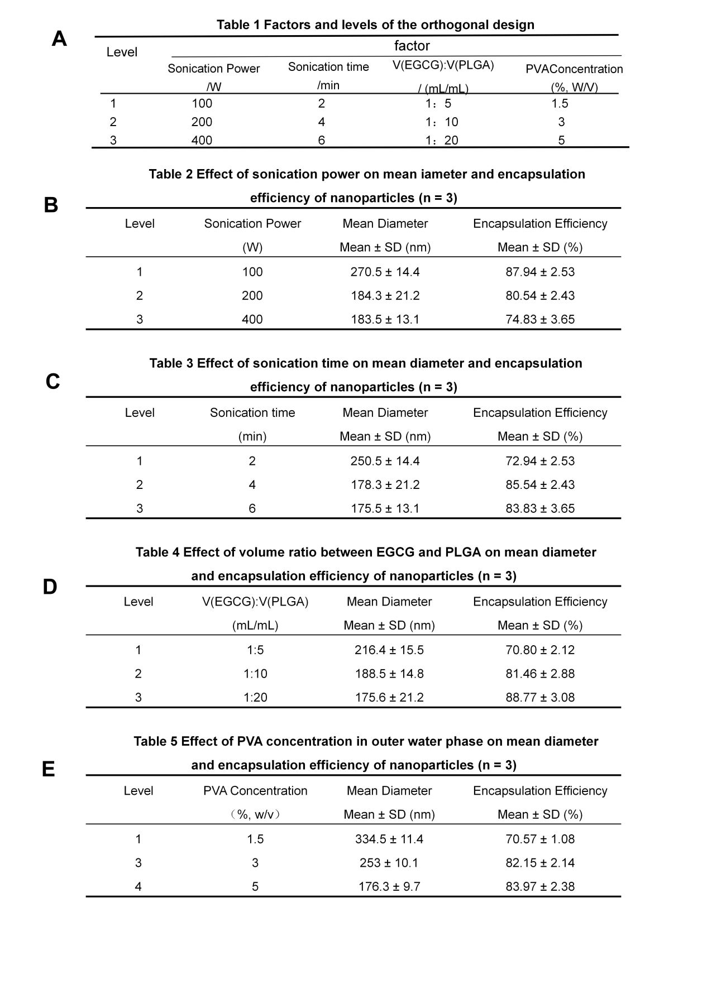 Table 1 Factors and levels of the orthogonal design
A
Level factor
Sonication Power Sonication time V(EGCG):V(PLGA) PVAConcentration
/W /min / (mL/mL) (%, W/V)
1 100 2 1：5 1.5
2 200 4 1：10 3
3 400 6 1：20 5
Table 2 Effect of sonication power on mean iameter and encapsulation
efficiency of nanoparticles (n = 3)
B
Level Sonication Power Mean Diameter Encapsulation Efficiency
(W) Mean ± SD (nm) Mean ± SD (%)
1 100 270.5 ± 14.4 87.94 ± 2.53
2 200 184.3 ± 21.2 80.54 ± 2.43
3 400 183.5 ± 13.1 74.83 ± 3.65
Table 3 Effect of sonication time on mean diameter and encapsulation
efficiency of nanoparticles (n = 3)
C
Level Sonication time Mean Diameter Encapsulation Efficiency
(min) Mean ± SD (nm) Mean ± SD (%)
1 2 250.5 ± 14.4 72.94 ± 2.53
2 4 178.3 ± 21.2 85.54 ± 2.43
3 6 175.5 ± 13.1 83.83 ± 3.65
Table 4 Effect of volume ratio between EGCG and PLGA on mean diameter
and encapsulation efficiency of nanoparticles (n = 3)
D
Level V(EGCG):V(PLGA) Mean Diameter Encapsulation Efficiency
(mL/mL) Mean ± SD (nm) Mean ± SD (%)
1 1:5 216.4 ± 15.5 70.80 ± 2.12
2 1:10 188.5 ± 14.8 81.46 ± 2.88
3 1:20 175.6 ± 21.2 88.77 ± 3.08
Table 5 Effect of PVA concentration in outer water phase on mean diameter
and encapsulation efficiency of nanoparticles (n = 3)
E
Level PVA Concentration Mean Diameter Encapsulation Efficiency
（%, w/v） Mean ± SD (nm) Mean ± SD (%)
1 1.5 334.5 ± 11.4 70.57 ± 1.08
3 3 253 ± 10.1 82.15 ± 2.14
4 5 176.3 ± 9.7 83.97 ± 2.38